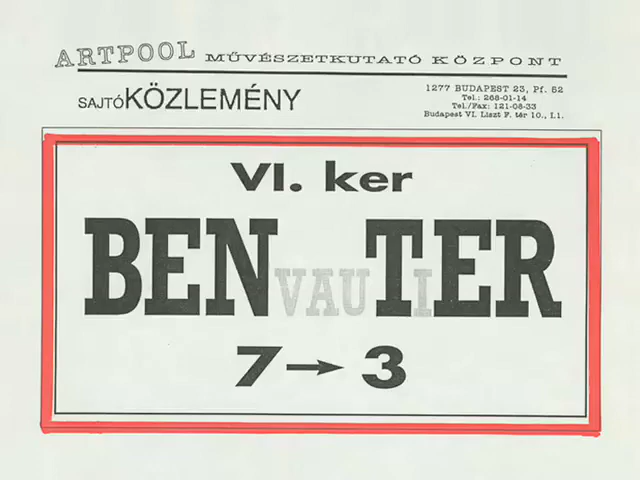 ARTPOOL MŰVÉSZETKUTATÓ KÖZPONT
SAJTÓKÖZLEMÉNY
1277 BUDAPEST 23, Pf. 52
Tel.: 268-01-14
Tel./Fax: 121-08-33
Budapest VI. Liszt F. tér 10., I.1.
VI. ker
BENVAUTIER
7→3